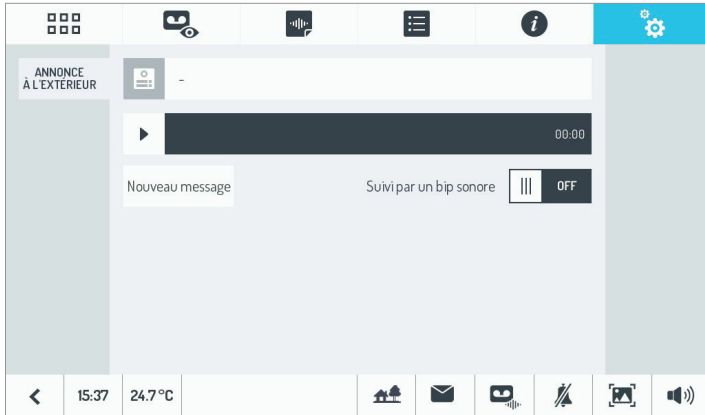 ANNONCE
À L'EXTÉRIEUR
-
00:00
Nouveau message
Suivi par un bip sonore
OFF
15:37
24.7°C